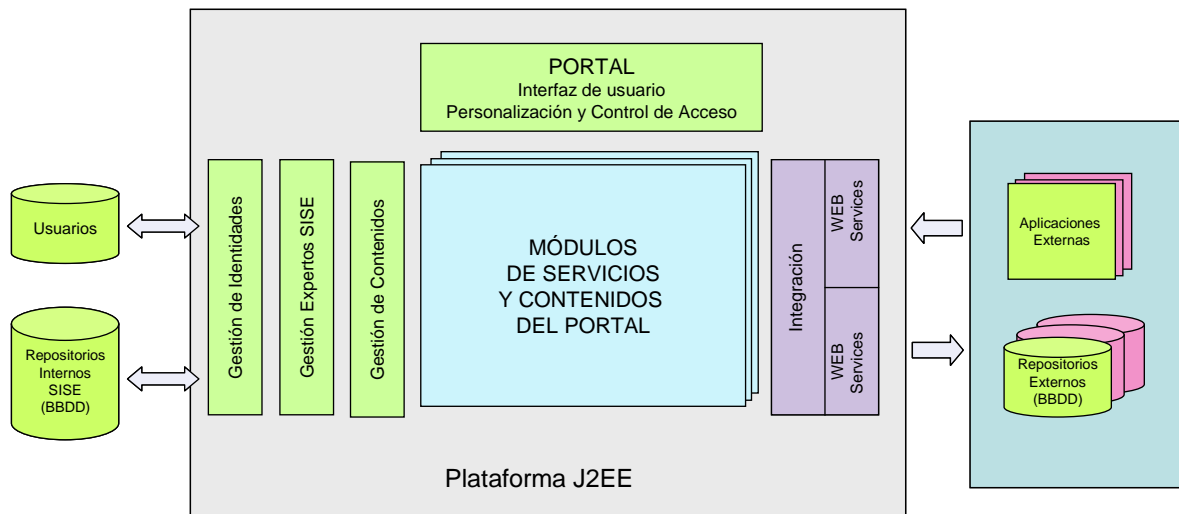 PORTAL
Interfaz de usuario
Personalización y Control de Acceso
Usuarios
Repositorios
Internos
SISE
(BBDD)
Gestión de Identidades
Gestión Expertos SISE
Gestión de Contenidos
MÓDULOS
DE SERVICIOS
Y CONTENIDOS
DEL PORTAL
Integración
WEB
Services
WEB
Services
Aplicaciones
Externas
Repositorios
Externos
(BBDD)
Plataforma J2EE